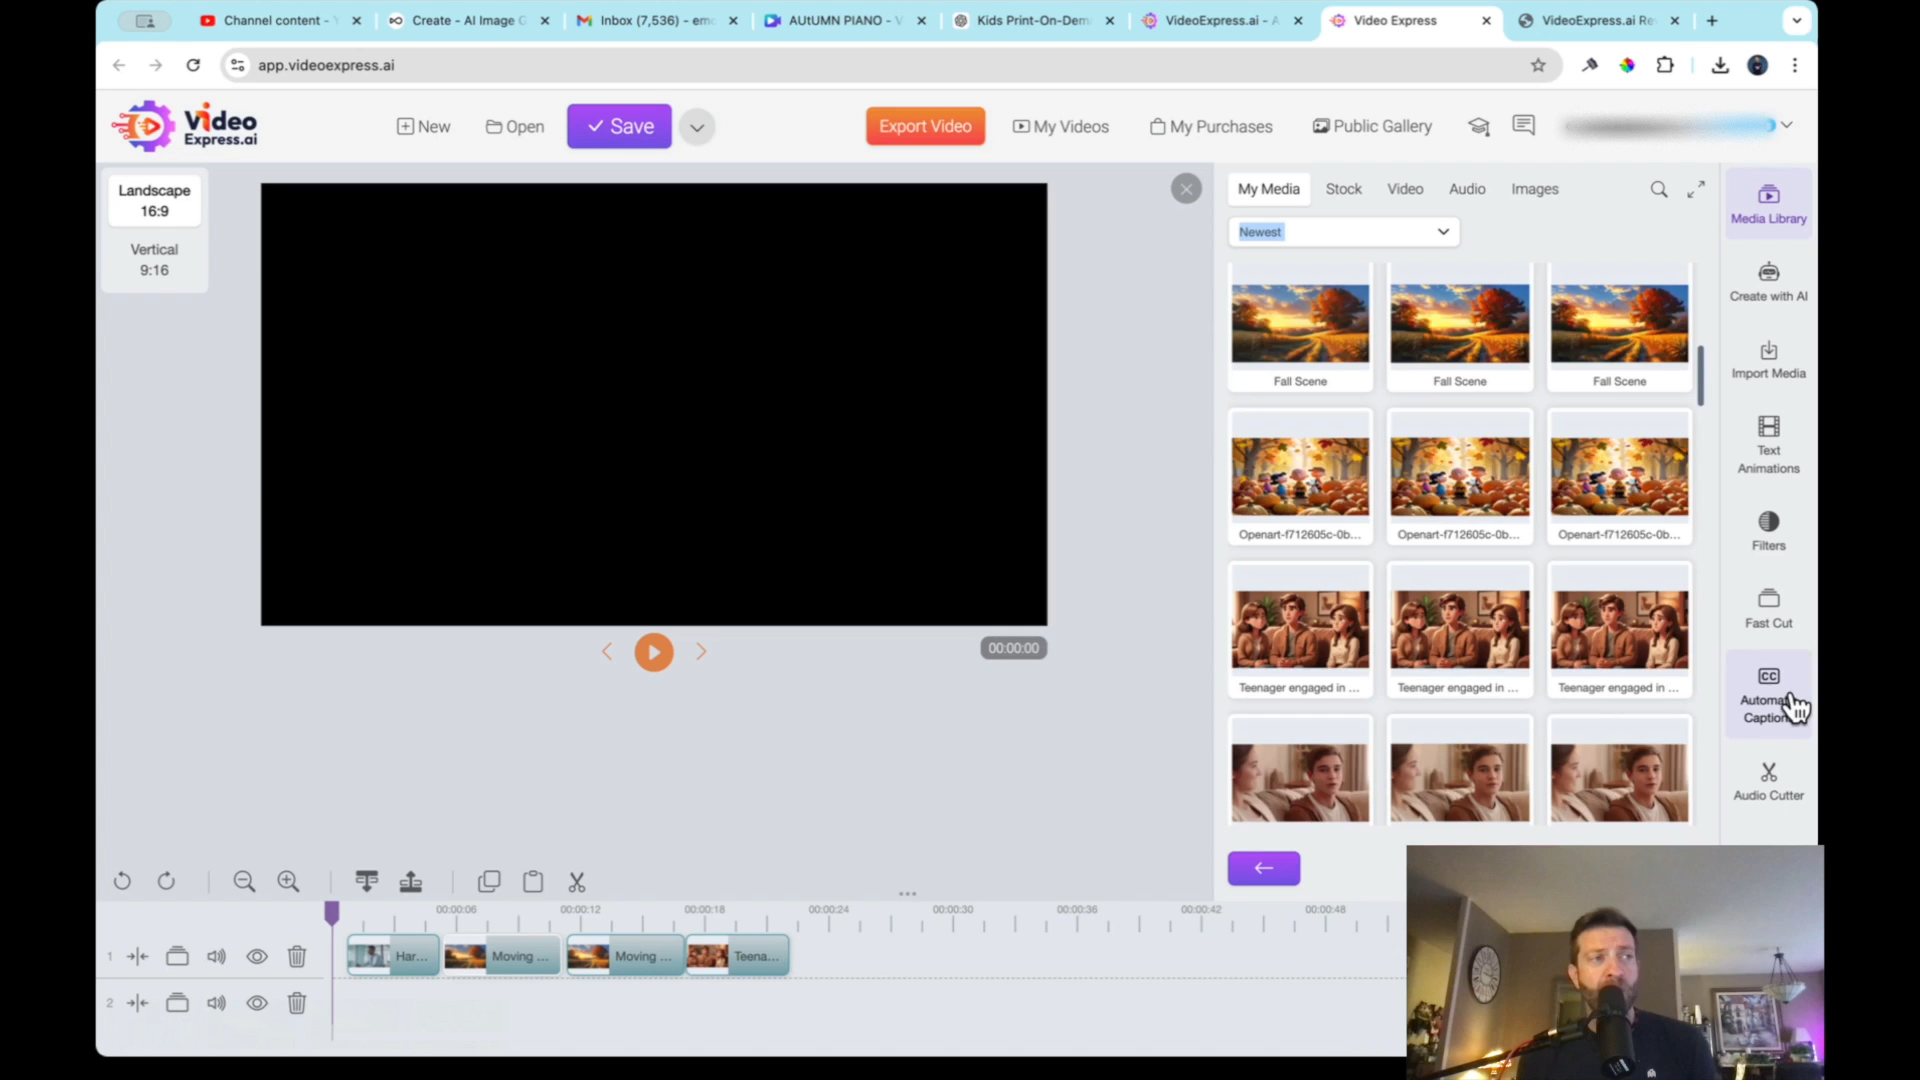 Channel content - Y
Create - AI Image G
Inbox (7,536) - emc
AUtUMN PIANO - V
Kids Print-On-Dem
VideoExpress.ai - A
Video Express
VideoExpress.ai Re
app.videoexpress.ai
Video
Express.ai
New
Open
Save
Export Video
My Videos
My Purchases
Public Gallery
Landscape
16:9
Vertical
9:16
My Media
Stock
Video
Audio
Images
Newest
Fall Scene
Fall Scene
Fall Scene
Openart-f712605c-0b...
Openart-f712605c-0b...
Openart-f712605c-0b...
Teenager engaged in ...
Teenager engaged in ...
Teenager engaged in ...
Media Library
Create with AI
Import Media
Text
Animations
Filters
Fast Cut
CC
Automa
Caption
Audio Cutter
00:00:00
00:00:06
00:00:12
00:00:18
00:00:24
00:00:30
00:00:36
00:00:42
00:00:48
1
Har...
Moving ...
Moving ...
Teena...
2